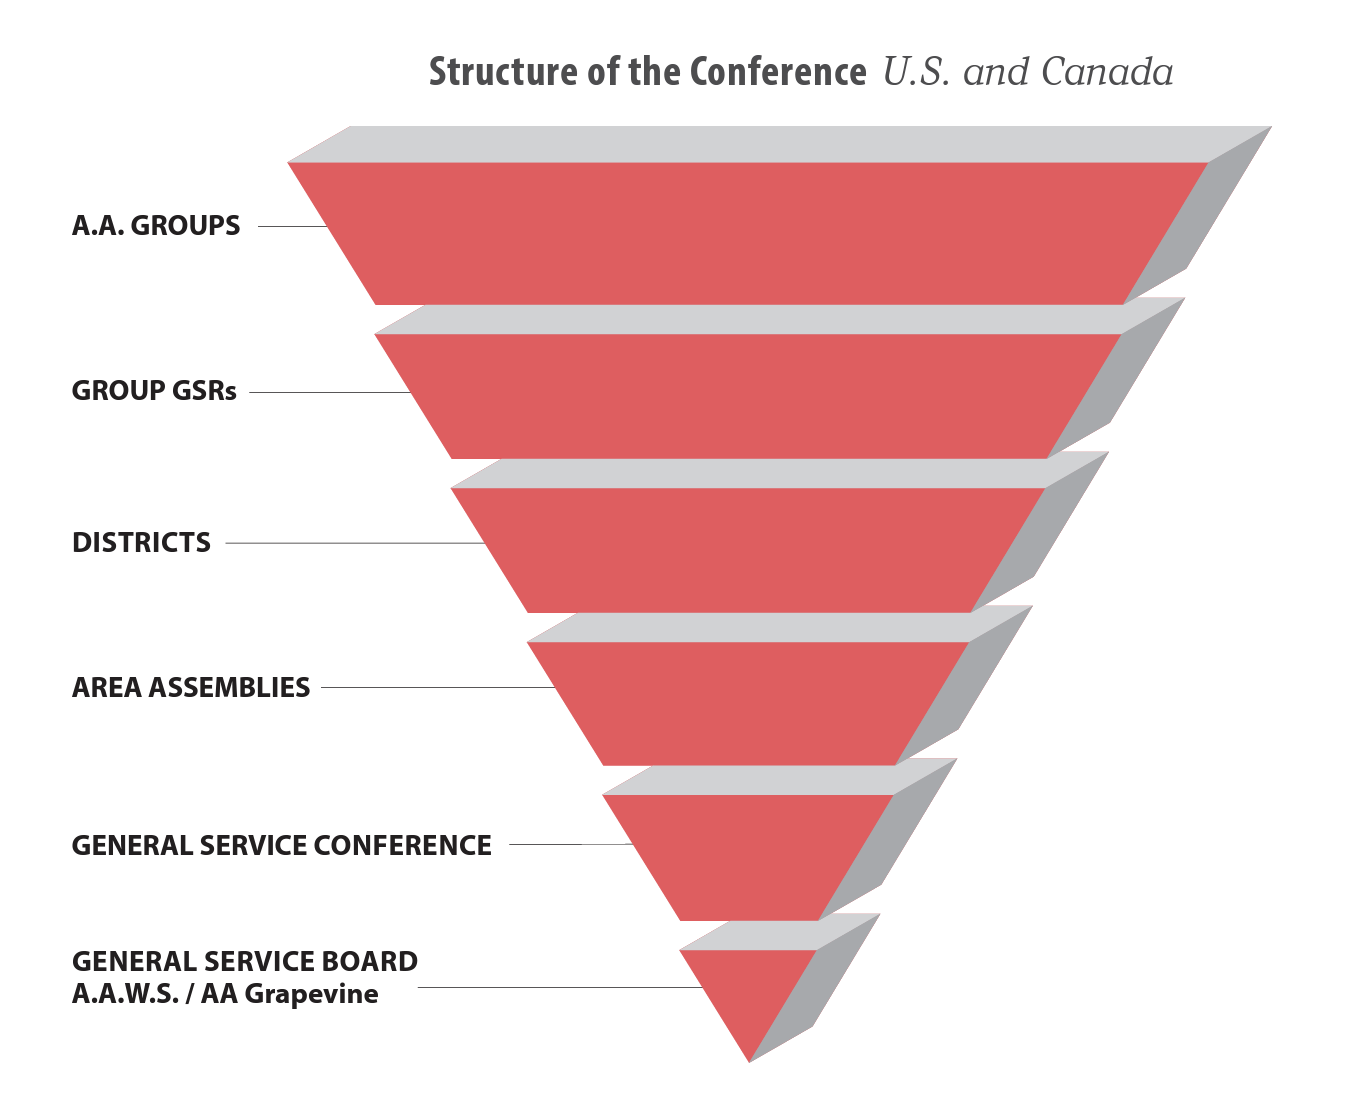 Structure of the Conference U.S. and Canada
A.A. GROUPS
GROUP GSRs
DISTRICTS
AREA ASSEMBLIES
GENERAL SERVICE CONFERENCE
GENERAL SERVICE BOARD
A.A.W.S. / AA Grapevine